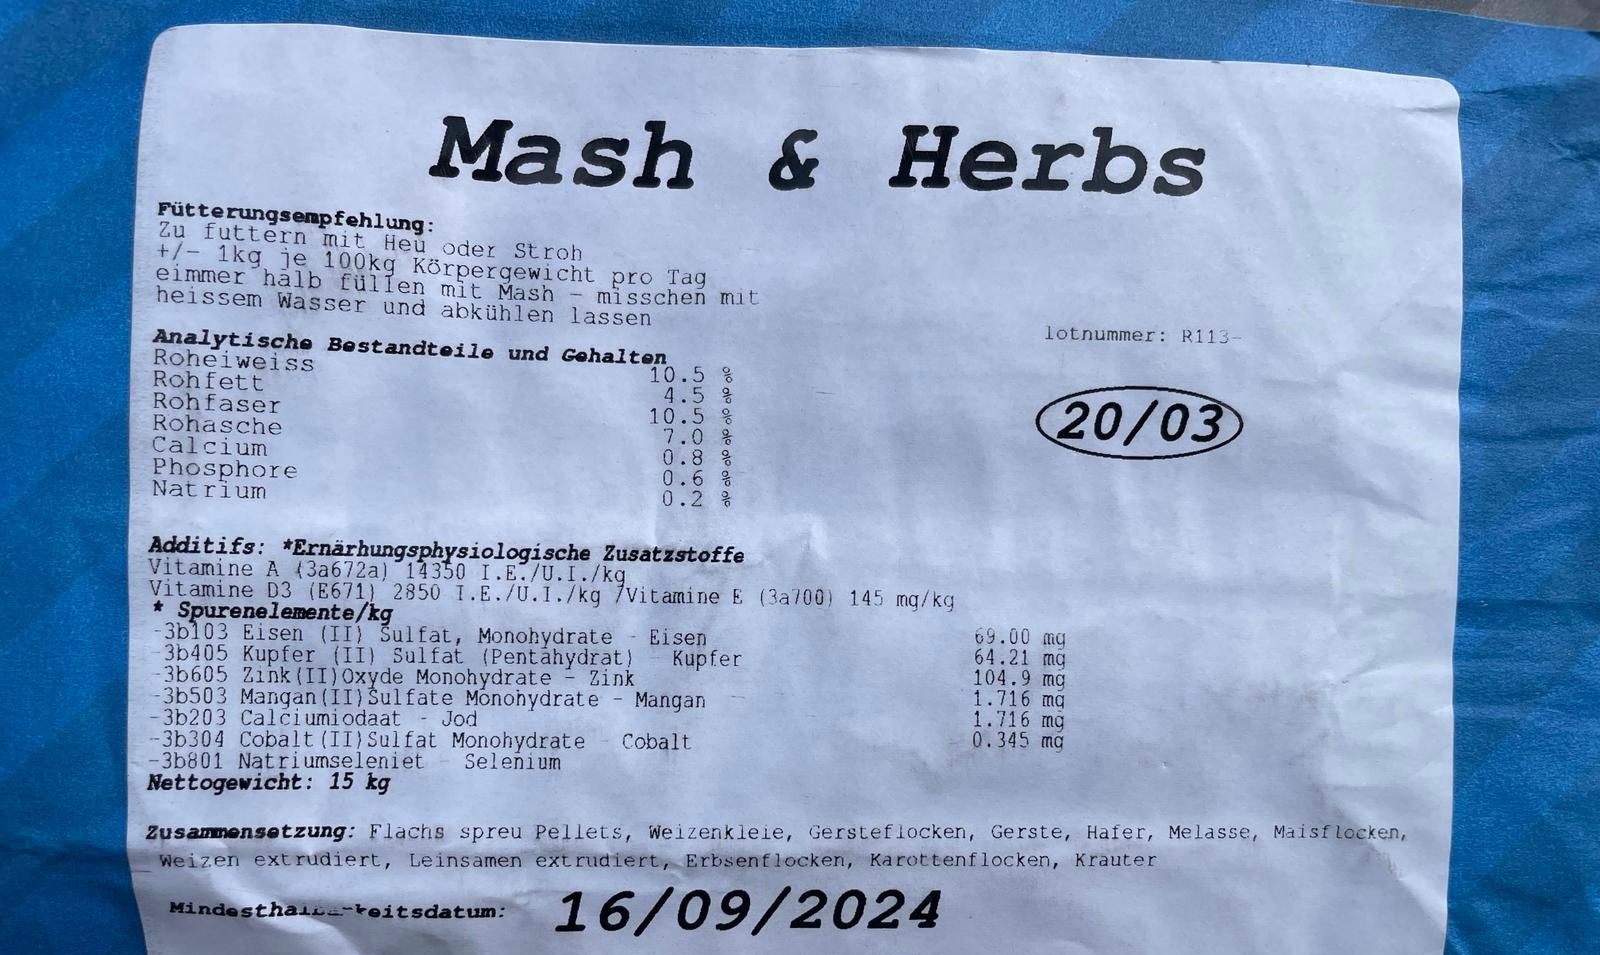 Mash & Herbs
Fütterungsempfehlung:
Zu futtern mit Heu oder Stroh
+/- 1kg je 100kg Körpergewicht pro Tag
eimmer halb füllen mit Mash - misschen mit
heissem Wasser und abkühlen lassen
lotnummer: R113-
20/03
Analytische Bestandteile und Gehalten
Roheiweiss 10.5 %
Rohfett 4.5 %
Rohfaser 10.5 %
Rohasche 7.0 %
Calcium 0.8 %
Phosphore 0.6 %
Natrium 0.2 %
Additifs: *Ernärhungsphysiologische Zusatzstoffe
Vitamine A (3a672a) 14350 I.E./U.I./kg
Vitamine D3 (E671) 2850 I.E./U.I./kg /Vitamine E (3a700) 145 mg/kg
* Spurenelemente/kg
-3b103 Eisen (II) Sulfat, Monohydrate - Eisen 69.00 mg
-3b405 Kupfer (II) Sulfat (Pentahydrat) - Kupfer 64.21 mg
-3b605 Zink(II)Oxyde Monohydrate - Zink 104.9 mg
-3b503 Mangan(II)Sulfate Monohydrate - Mangan 1.716 mg
-3b203 Calciumiodaat - Jod 1.716 mg
-3b304 Cobalt(II)Sulfat Monohydrate - Cobalt 0.345 mg
-3b801 Natriumseleniet - Selenium
Nettogewicht: 15 kg
Zusammensetzung: Flachs spreu Pellets, Weizenkleie, Gersteflocken, Gerste, Hafer, Melasse, Maisflocken,
Weizen extrudiert, Leinsamen extrudiert, Erbsenflocken, Karottenflocken, Krauter
Mindesthaltbarkeitsdatum: 16/09/2024